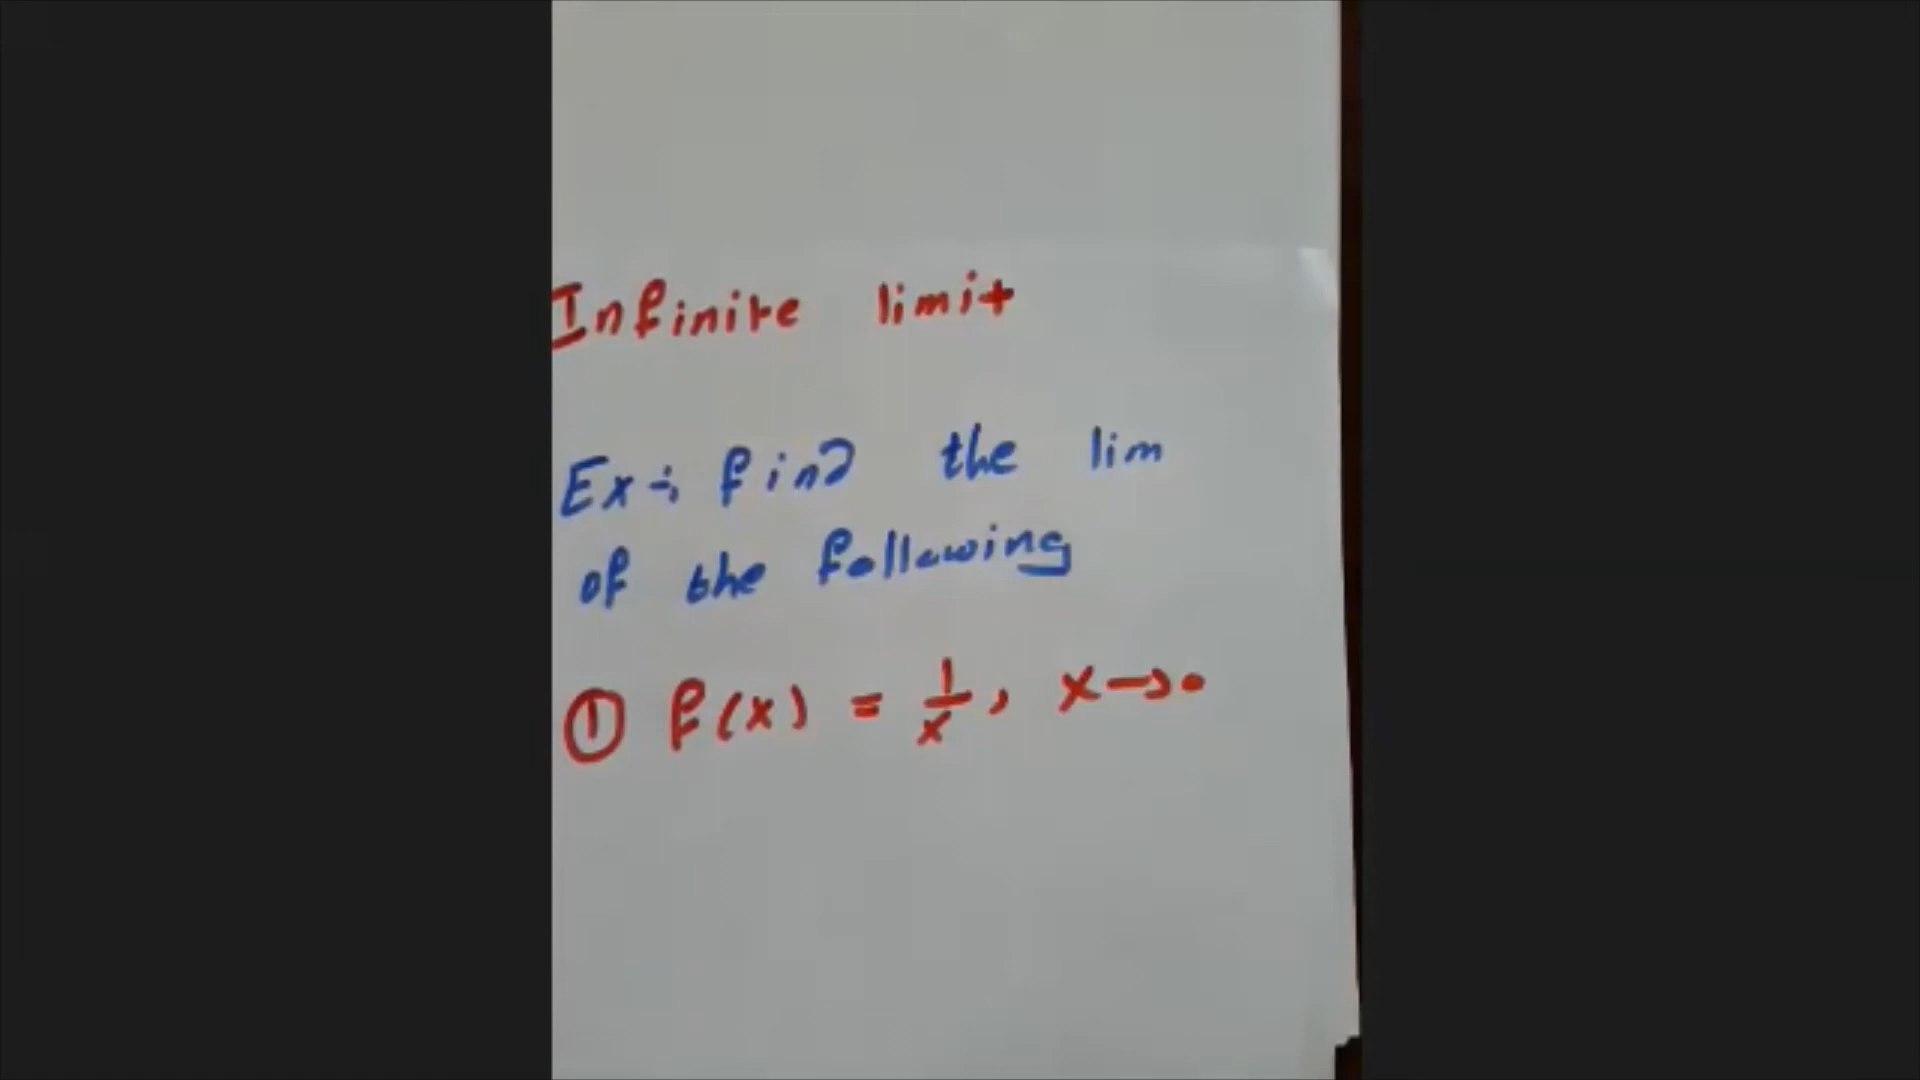 Infinite limit
Ex: find the lim
of the following
① f(x) = 1/x, x→0